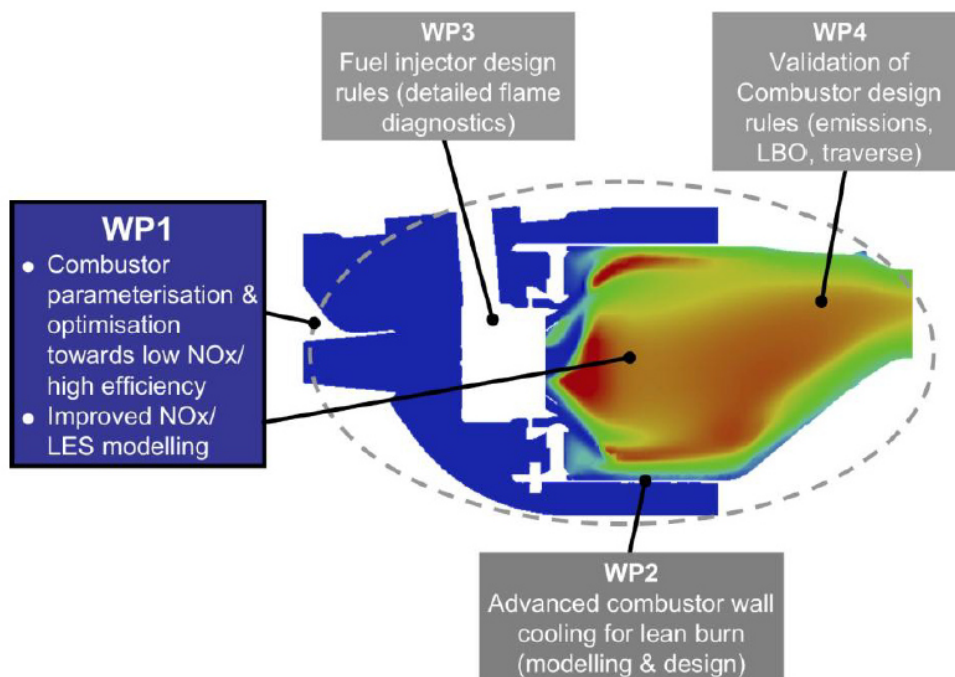 WP3
Fuel injector design
rules (detailed flame
diagnostics)
WP4
Validation of
Combustor design
rules (emissions,
LBO, traverse)
WP1
● Combustor
parameterisation &
optimisation
towards low NOx/
high efficiency
● Improved NOx/
LES modelling
WP2
Advanced combustor wall
cooling for lean burn
(modelling & design)